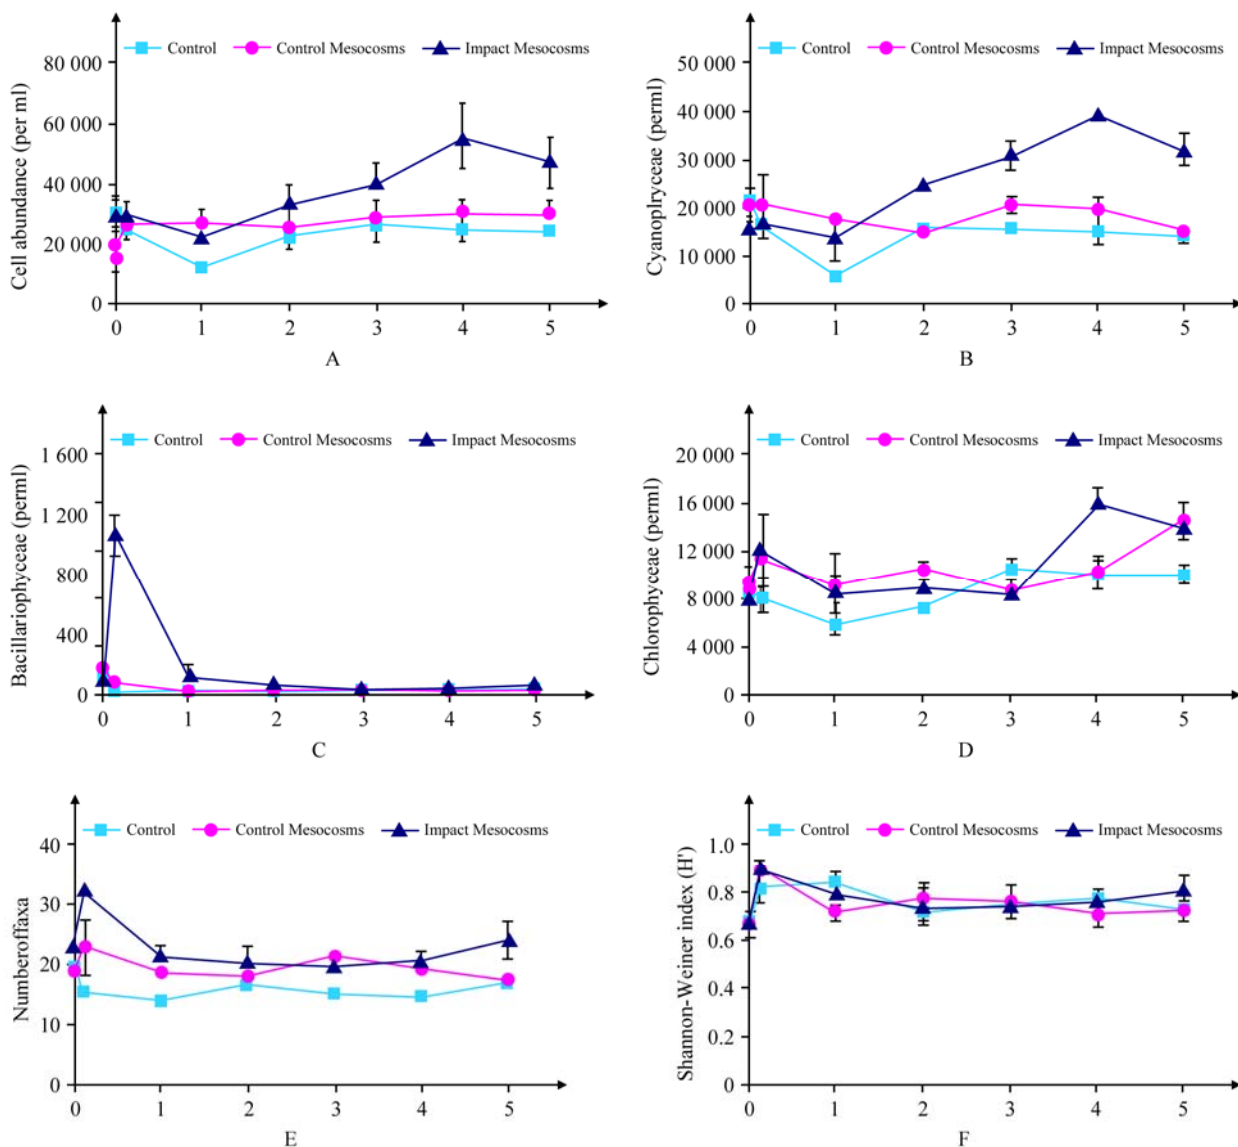 Control Control Mesocosms Impact Mesocosms
Cell abundance (per ml)
80 000
60 000
40 000
20 000
0
0 1 2 3 4 5
A
Control Control Mesocosms Impact Mesocosms
Cyanoplryceae (perml)
50 000
40 000
30 000
20 000
10 000
0
0 1 2 3 4 5
B
Control Control Mesocosms Impact Mesocosms
Bacillariophyceae (perml)
1 600
1 200
800
400
0
0 1 2 3 4 5
C
Control Control Mesocosms Impact Mesocosms
Chlorophyceae (perml)
20 000
16 000
12 000
8 000
4 000
0
0 1 2 3 4 5
D
Control Control Mesocosms Impact Mesocosms
Numberoffaxa
40
30
20
10
0
0 1 2 3 4 5
E
Control Control Mesocosms Impact Mesocosms
Shannon-Weiner index (H')
1.0
0.8
0.6
0.4
0.2
0
0 1 2 3 4 5
F